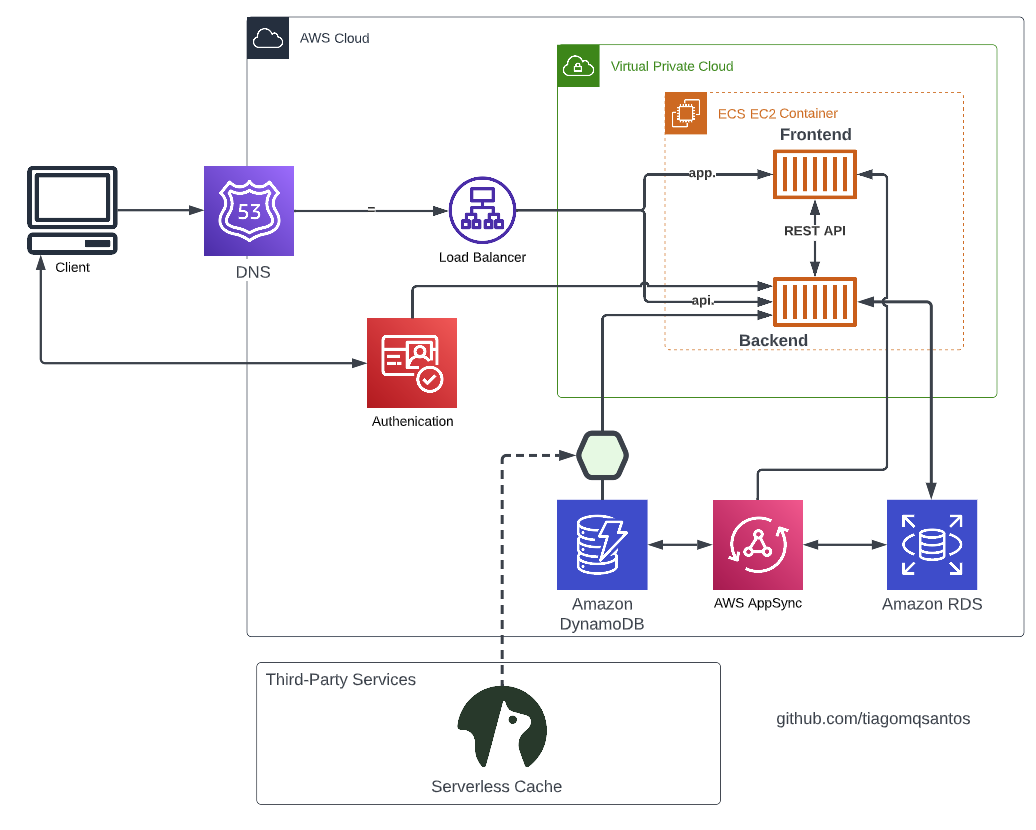 AWS Cloud
Virtual Private Cloud
ECS EC2 Container
Frontend
app.
53
=
DNS
Load Balancer
REST API
Client
api.
Backend
Authenication
Amazon
DynamoDB
AWS AppSync
Amazon RDS
Third-Party Services
Serverless Cache
github.com/tiagomqsantos